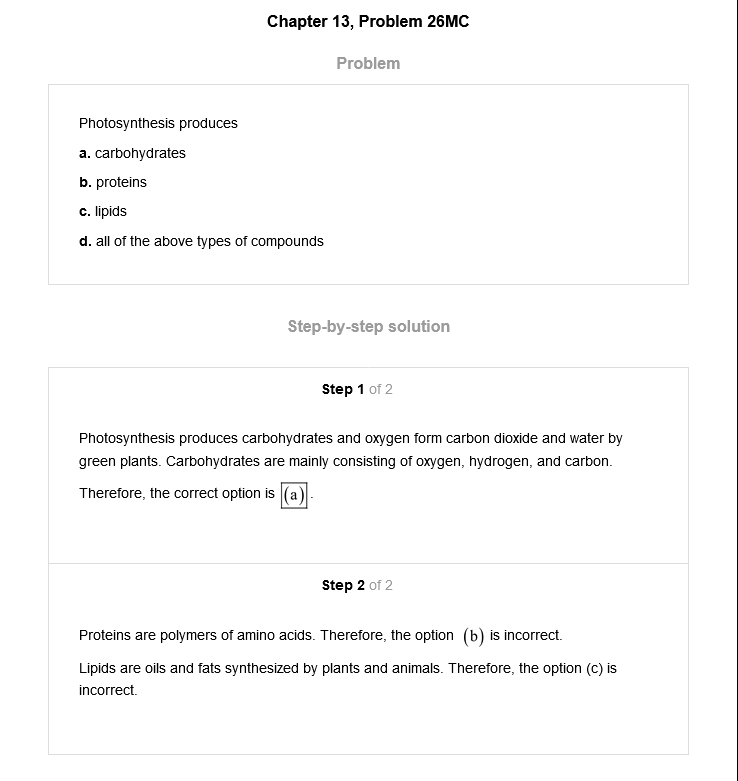 Chapter 13, Problem 26MC
Problem
Photosynthesis produces
a. carbohydrates
b. proteins
c. lipids
d. all of the above types of compounds
Step-by-step solution
Step 1 of 2
Photosynthesis produces carbohydrates and oxygen form carbon dioxide and water by
green plants. Carbohydrates are mainly consisting of oxygen, hydrogen, and carbon.
Therefore, the correct option is (a).
Step 2 of 2
Proteins are polymers of amino acids. Therefore, the option (b) is incorrect.
Lipids are oils and fats synthesized by plants and animals. Therefore, the option (c) is
incorrect.